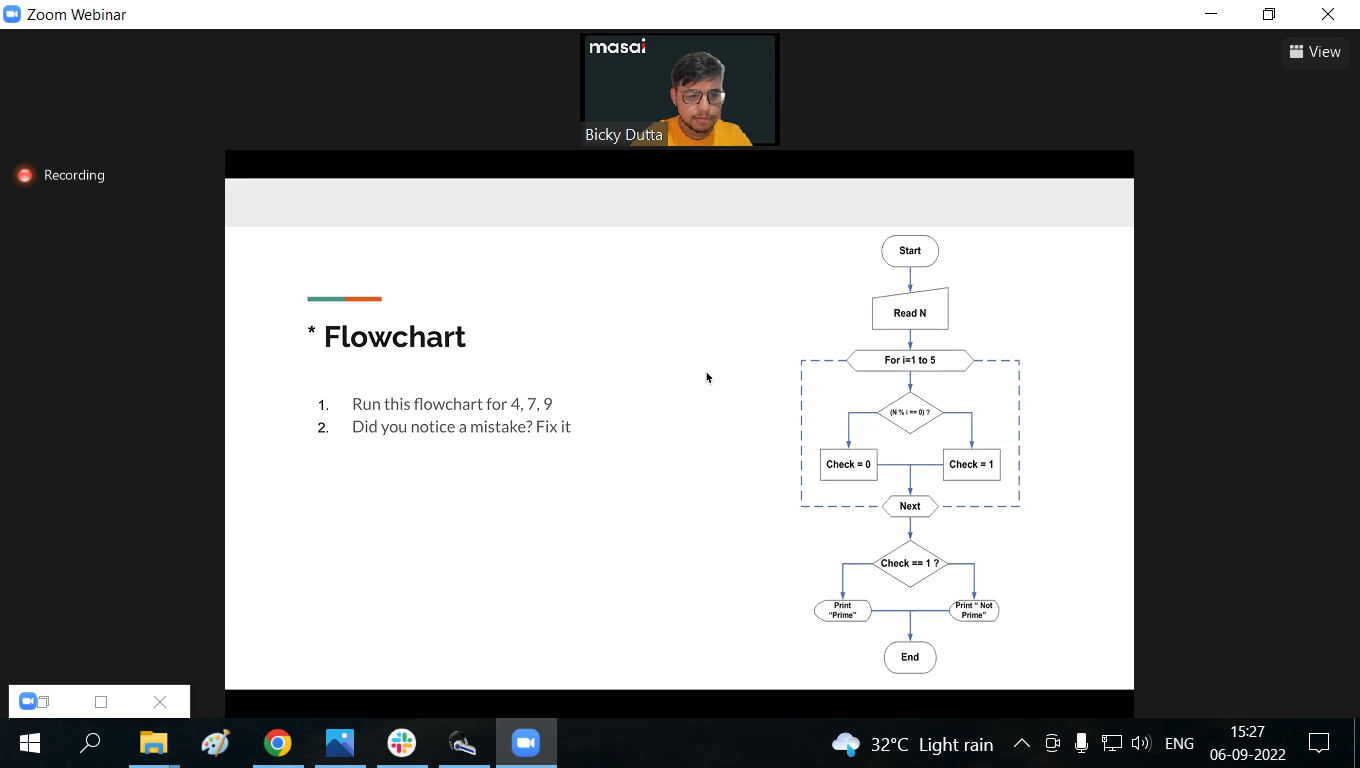 Zoom Webinar
masai
View
Bicky Dutta
Recording
Start
Read N
For i=1 to 5
(N % i == 0) ?
Check = 0
Check = 1
Next
Check == 1 ?
Print
"Prime"
Print " Not
Prime"
End
* Flowchart
1. Run this flowchart for 4, 7, 9
2. Did you notice a mistake? Fix it
32°C Light rain
ENG
15:27
06-09-2022